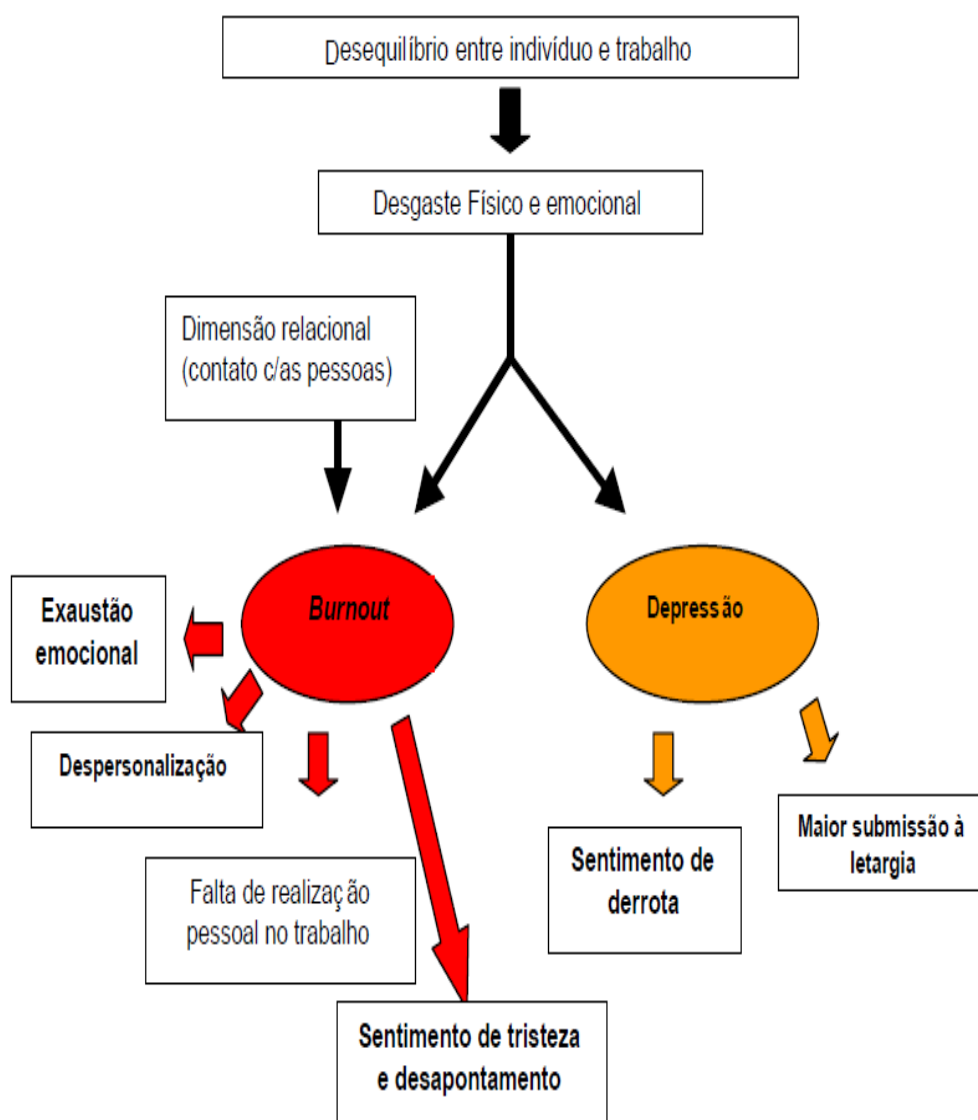 Desequilíbrio entre indivíduo e trabalho
Desgaste Físico e emocional
Dimensão relacional
(contato c/as pessoas)
Burnout
Depressão
Exaustão
emocional
Despersonalização
Falta de realização
pessoal no trabalho
Sentimento de tristeza
e desapontamento
Sentimento de
derrota
Maior submissão à
letargia